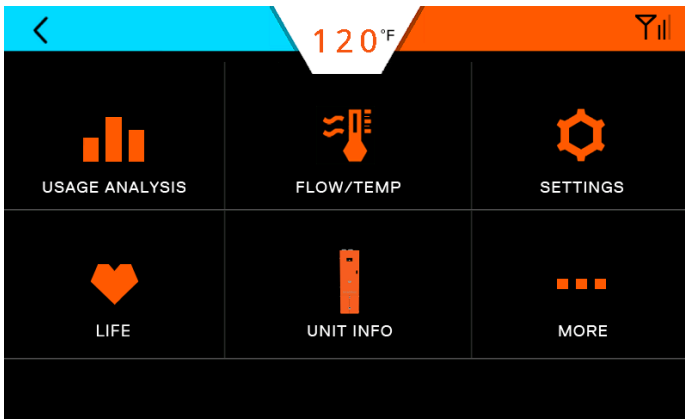 120°F
USAGE ANALYSIS
FLOW/TEMP
SETTINGS
LIFE
UNIT INFO
MORE